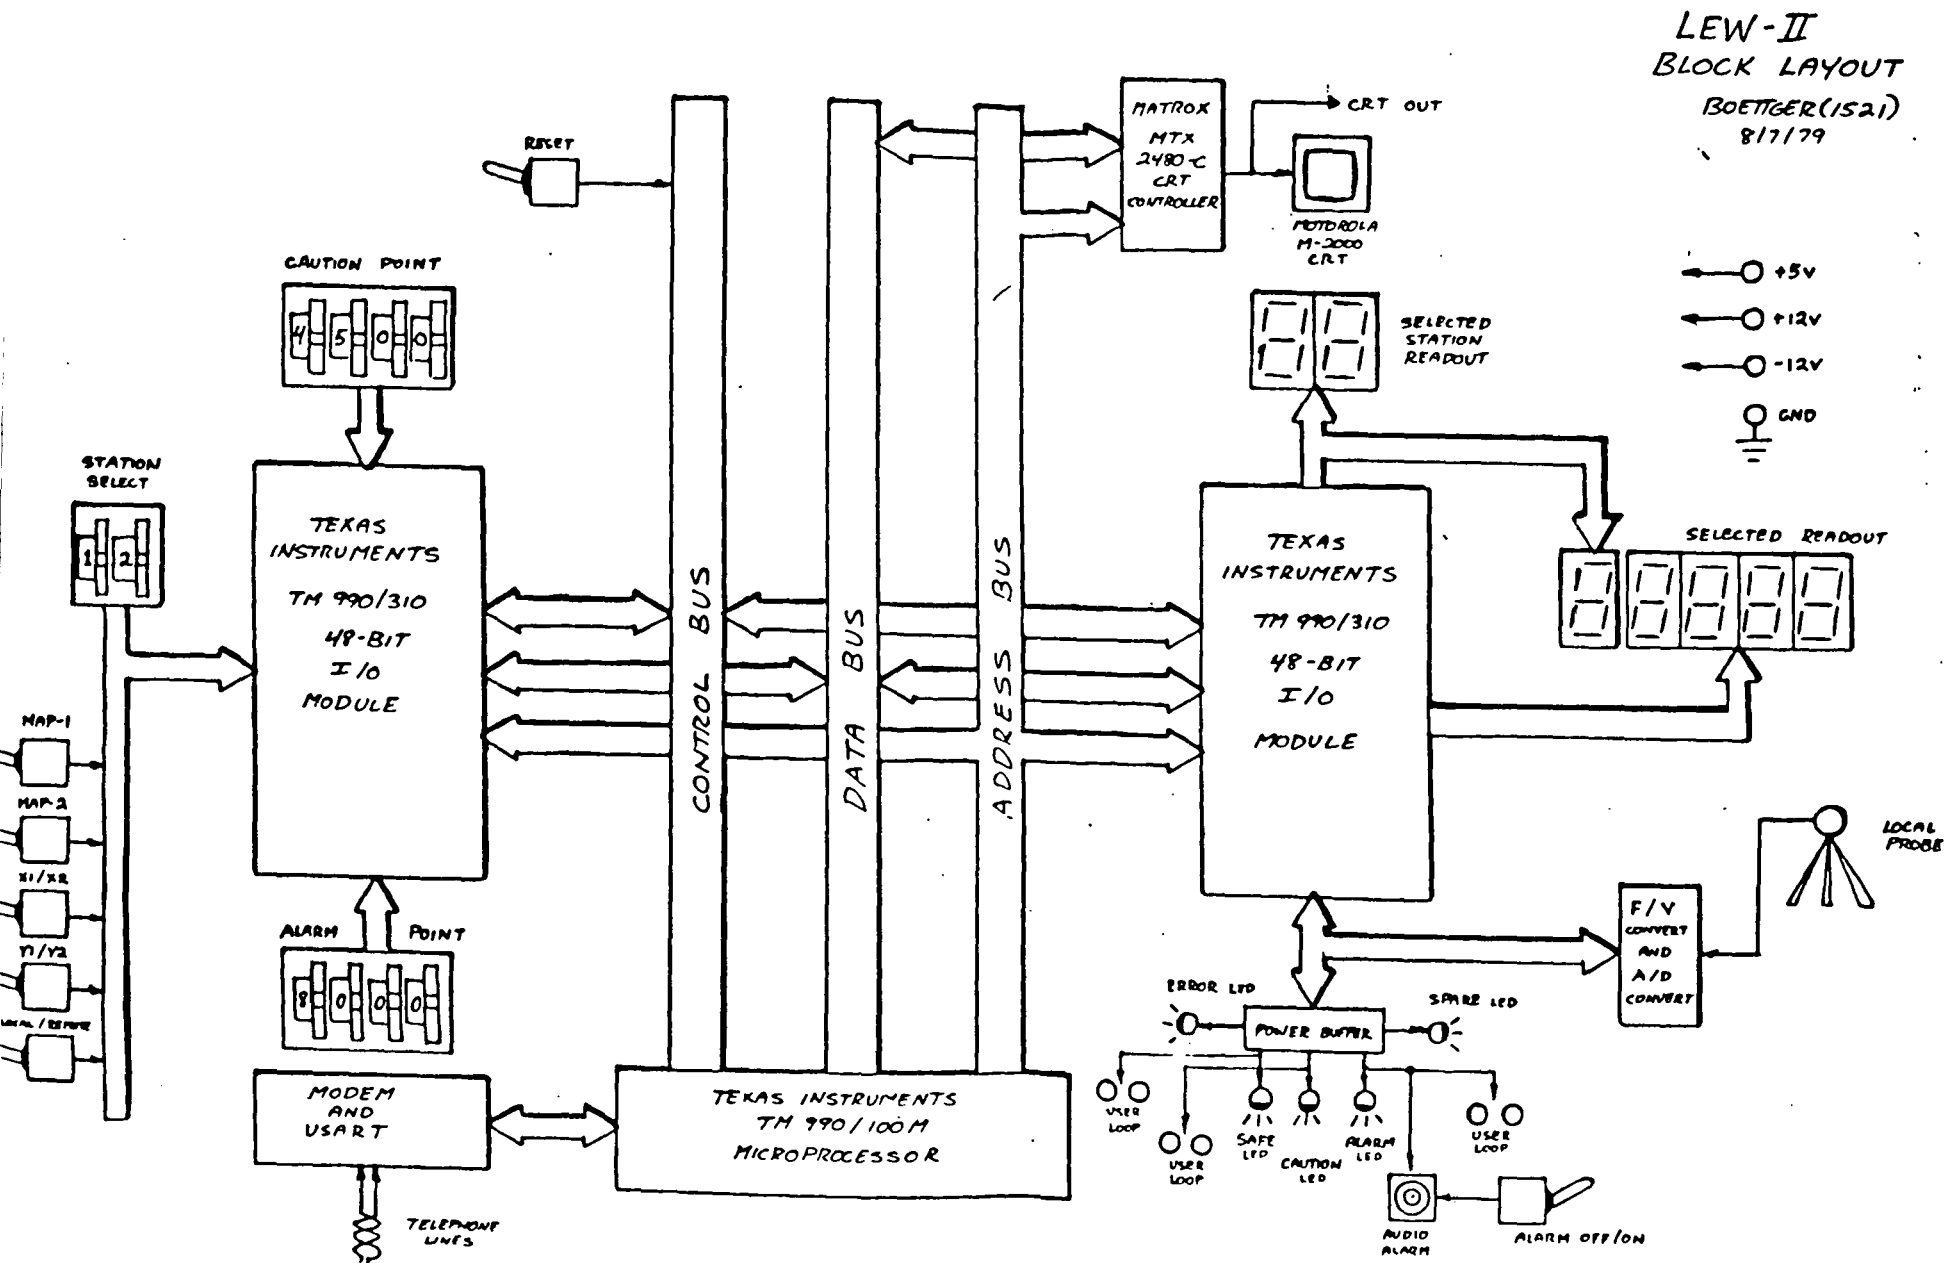 LEW-II
BLOCK LAYOUT
BOETTGER (1521)
8/7/79
RESET
MATROX
MTX
2480-C
CRT
CONTROLLER
CRT OUT
MOTOROLA
M-2000
CRT
CAUTION POINT
4 5 0 0
+5V
+12V
-12V
GND
SELECTED
STATION
READOUT
STATION
SELECT
1 2
TEXAS
INSTRUMENTS
TM 990/310
48-BIT
I/O
MODULE
CONTROL BUS
DATA BUS
ADDRESS BUS
TEXAS
INSTRUMENTS
TM 990/310
48-BIT
I/O
MODULE
SELECTED READOUT
MAP-1
MAP-2
X1/X2
Y1/Y2
LOCAL/REMOTE
ALARM POINT
8 0 0 0
LOCAL
PROBE
F/V
CONVERT
AND
A/D
CONVERT
ERROR LED
SPARE LED
POWER BUFFER
USER
LOOP
USER
LOOP
SAFE
LED
CAUTION
LED
ALARM
LED
USER
LOOP
AUDIO
ALARM
ALARM OFF/ON
MODEM
AND
USART
TELEPHONE
LINES
TEXAS INSTRUMENTS
TM 990/100M
MICROPROCESSOR